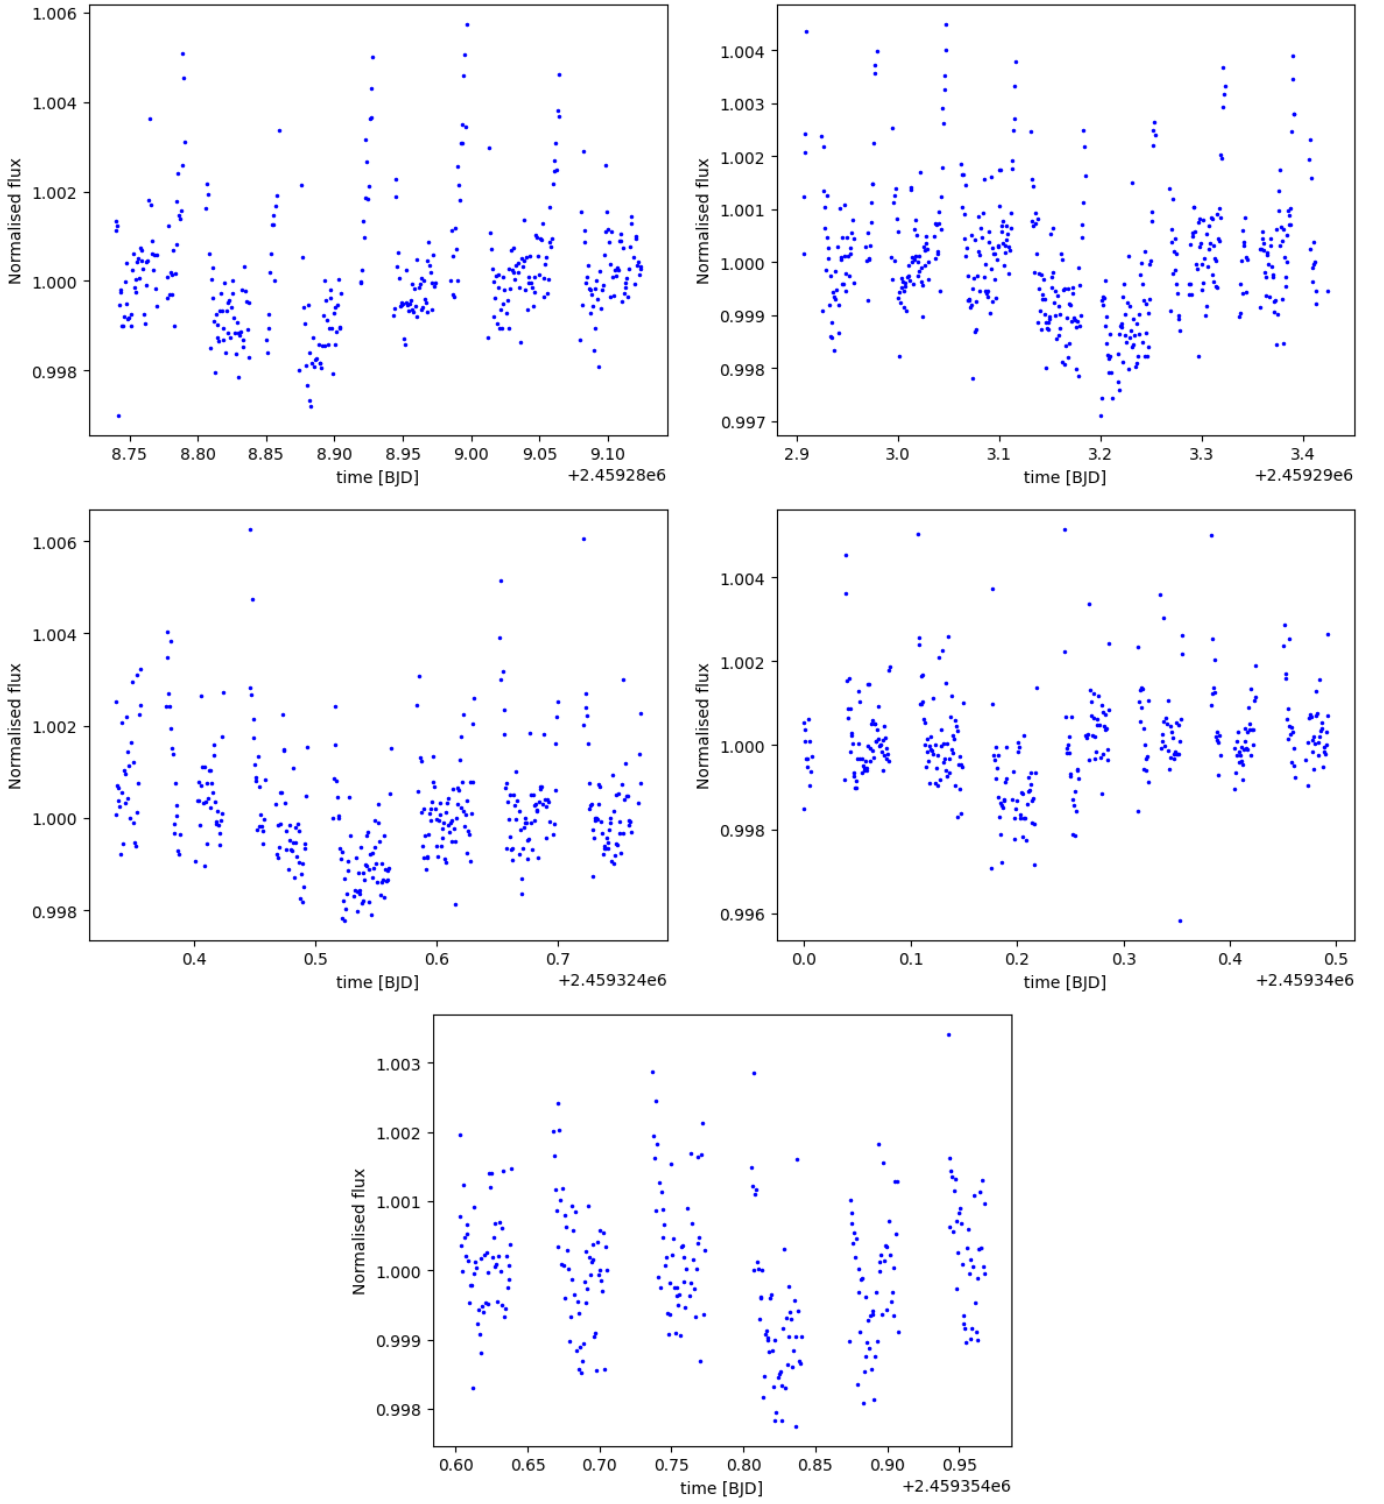 1.006
1.004
1.002
1.000
0.998
Normalised flux
8.75 8.80 8.85 8.90 8.95 9.00 9.05 9.10
time [BJD]
+2.45928e6
1.004
1.003
1.002
1.001
1.000
0.999
0.998
0.997
Normalised flux
2.9 3.0 3.1 3.2 3.3 3.4
time [BJD]
+2.45929e6
1.006
1.004
1.002
1.000
0.998
Normalised flux
0.4 0.5 0.6 0.7
time [BJD]
+2.459324e6
1.004
1.002
1.000
0.998
0.996
Normalised flux
0.0 0.1 0.2 0.3 0.4 0.5
time [BJD]
+2.45934e6
1.003
1.002
1.001
1.000
0.999
0.998
Normalised flux
0.60 0.65 0.70 0.75 0.80 0.85 0.90 0.95
time [BJD]
+2.459354e6